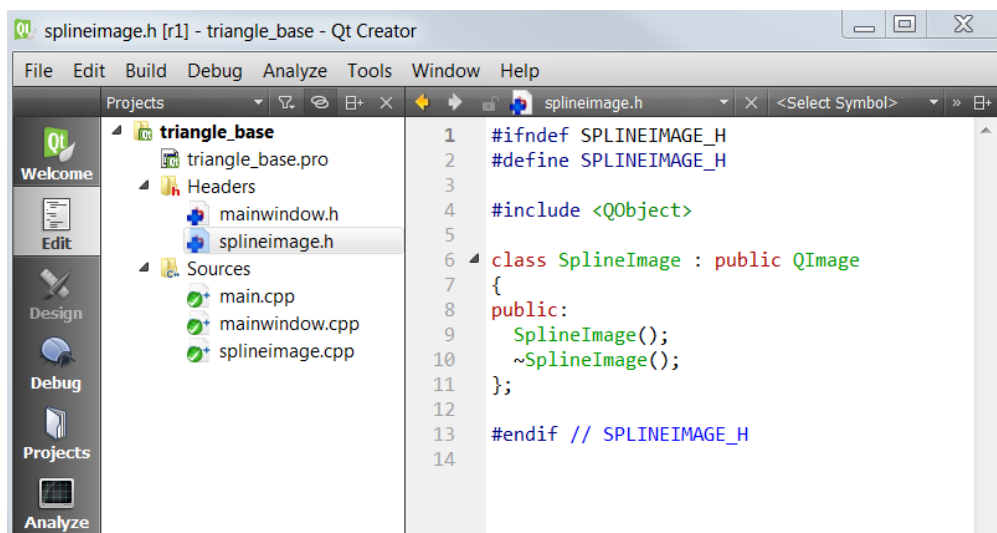 splineimage.h [r1] - triangle_base - Qt Creator
File Edit Build Debug Analyze Tools Window Help
Projects
splineimage.h
<Select Symbol>
»
Welcome
Edit
Design
Debug
Projects
Analyze
triangle_base
triangle_base.pro
Headers
mainwindow.h
splineimage.h
Sources
main.cpp
mainwindow.cpp
splineimage.cpp
1 #ifndef SPLINEIMAGE_H
2 #define SPLINEIMAGE_H
3
4 #include <QObject>
5
6 class SplineImage : public QImage
7 {
8 public:
9 SplineImage();
10 ~SplineImage();
11 };
12
13 #endif // SPLINEIMAGE_H
14